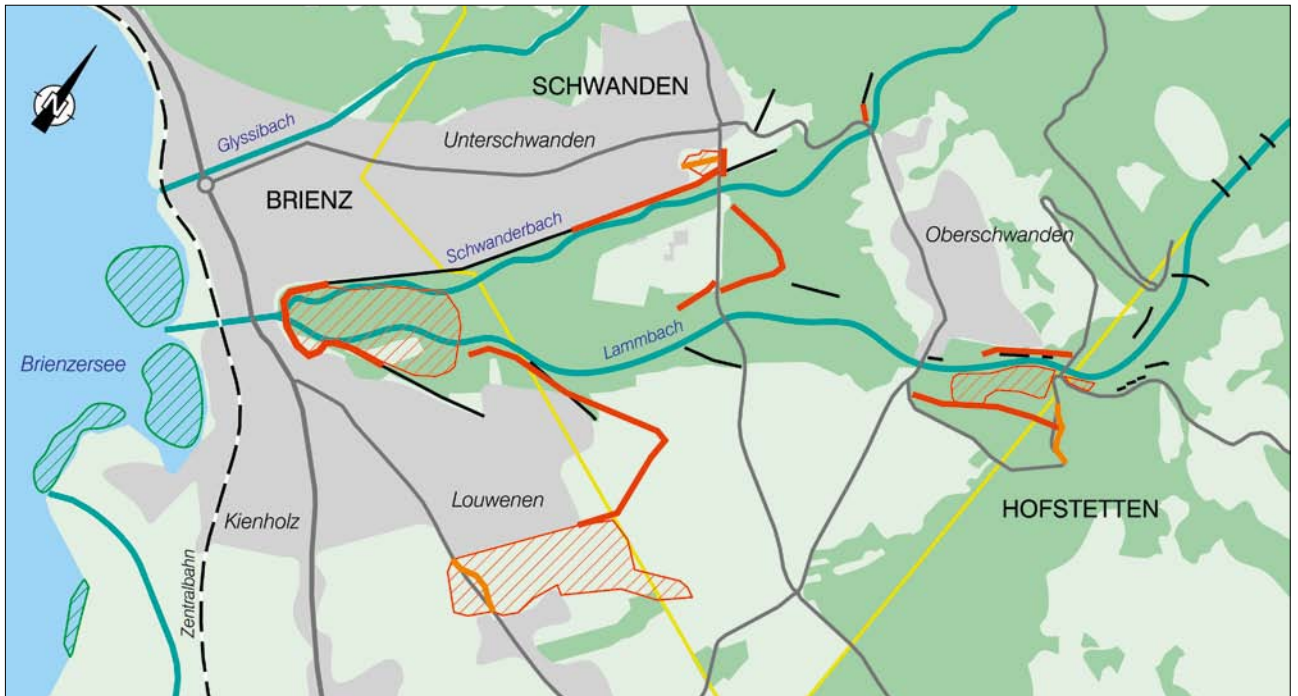 SCHWANDEN
Glyssibach
Unterschwanden
N
BRIENZ
Schwanderbach
Oberschwanden
Lammbach
Brienzersee
Louwenen
Kienholz
HOFSTETTEN
Zentralbahn